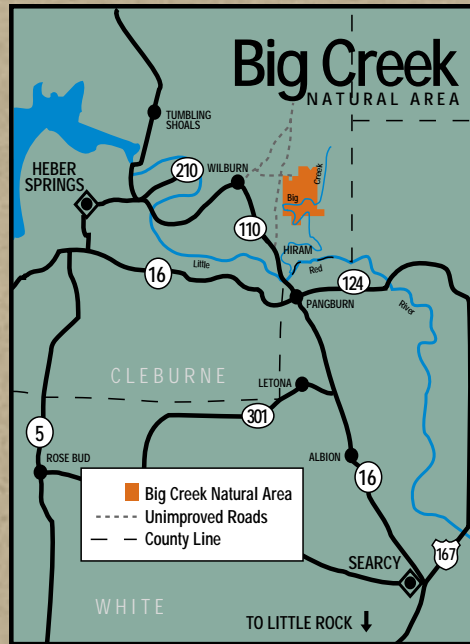 Big Creek
NATURAL AREA
TUMBLING
SHOALS
HEBER
SPRINGS
210
WILBURN
Creek
Big
110
HIRAM
Little
Red
16
124
PANGBURN
River
CLEBURNE
LETONA
301
5
ROSE BUD
ALBION
16
Big Creek Natural Area
Unimproved Roads
County Line
167
SEARCY
WHITE
TO LITTLE ROCK